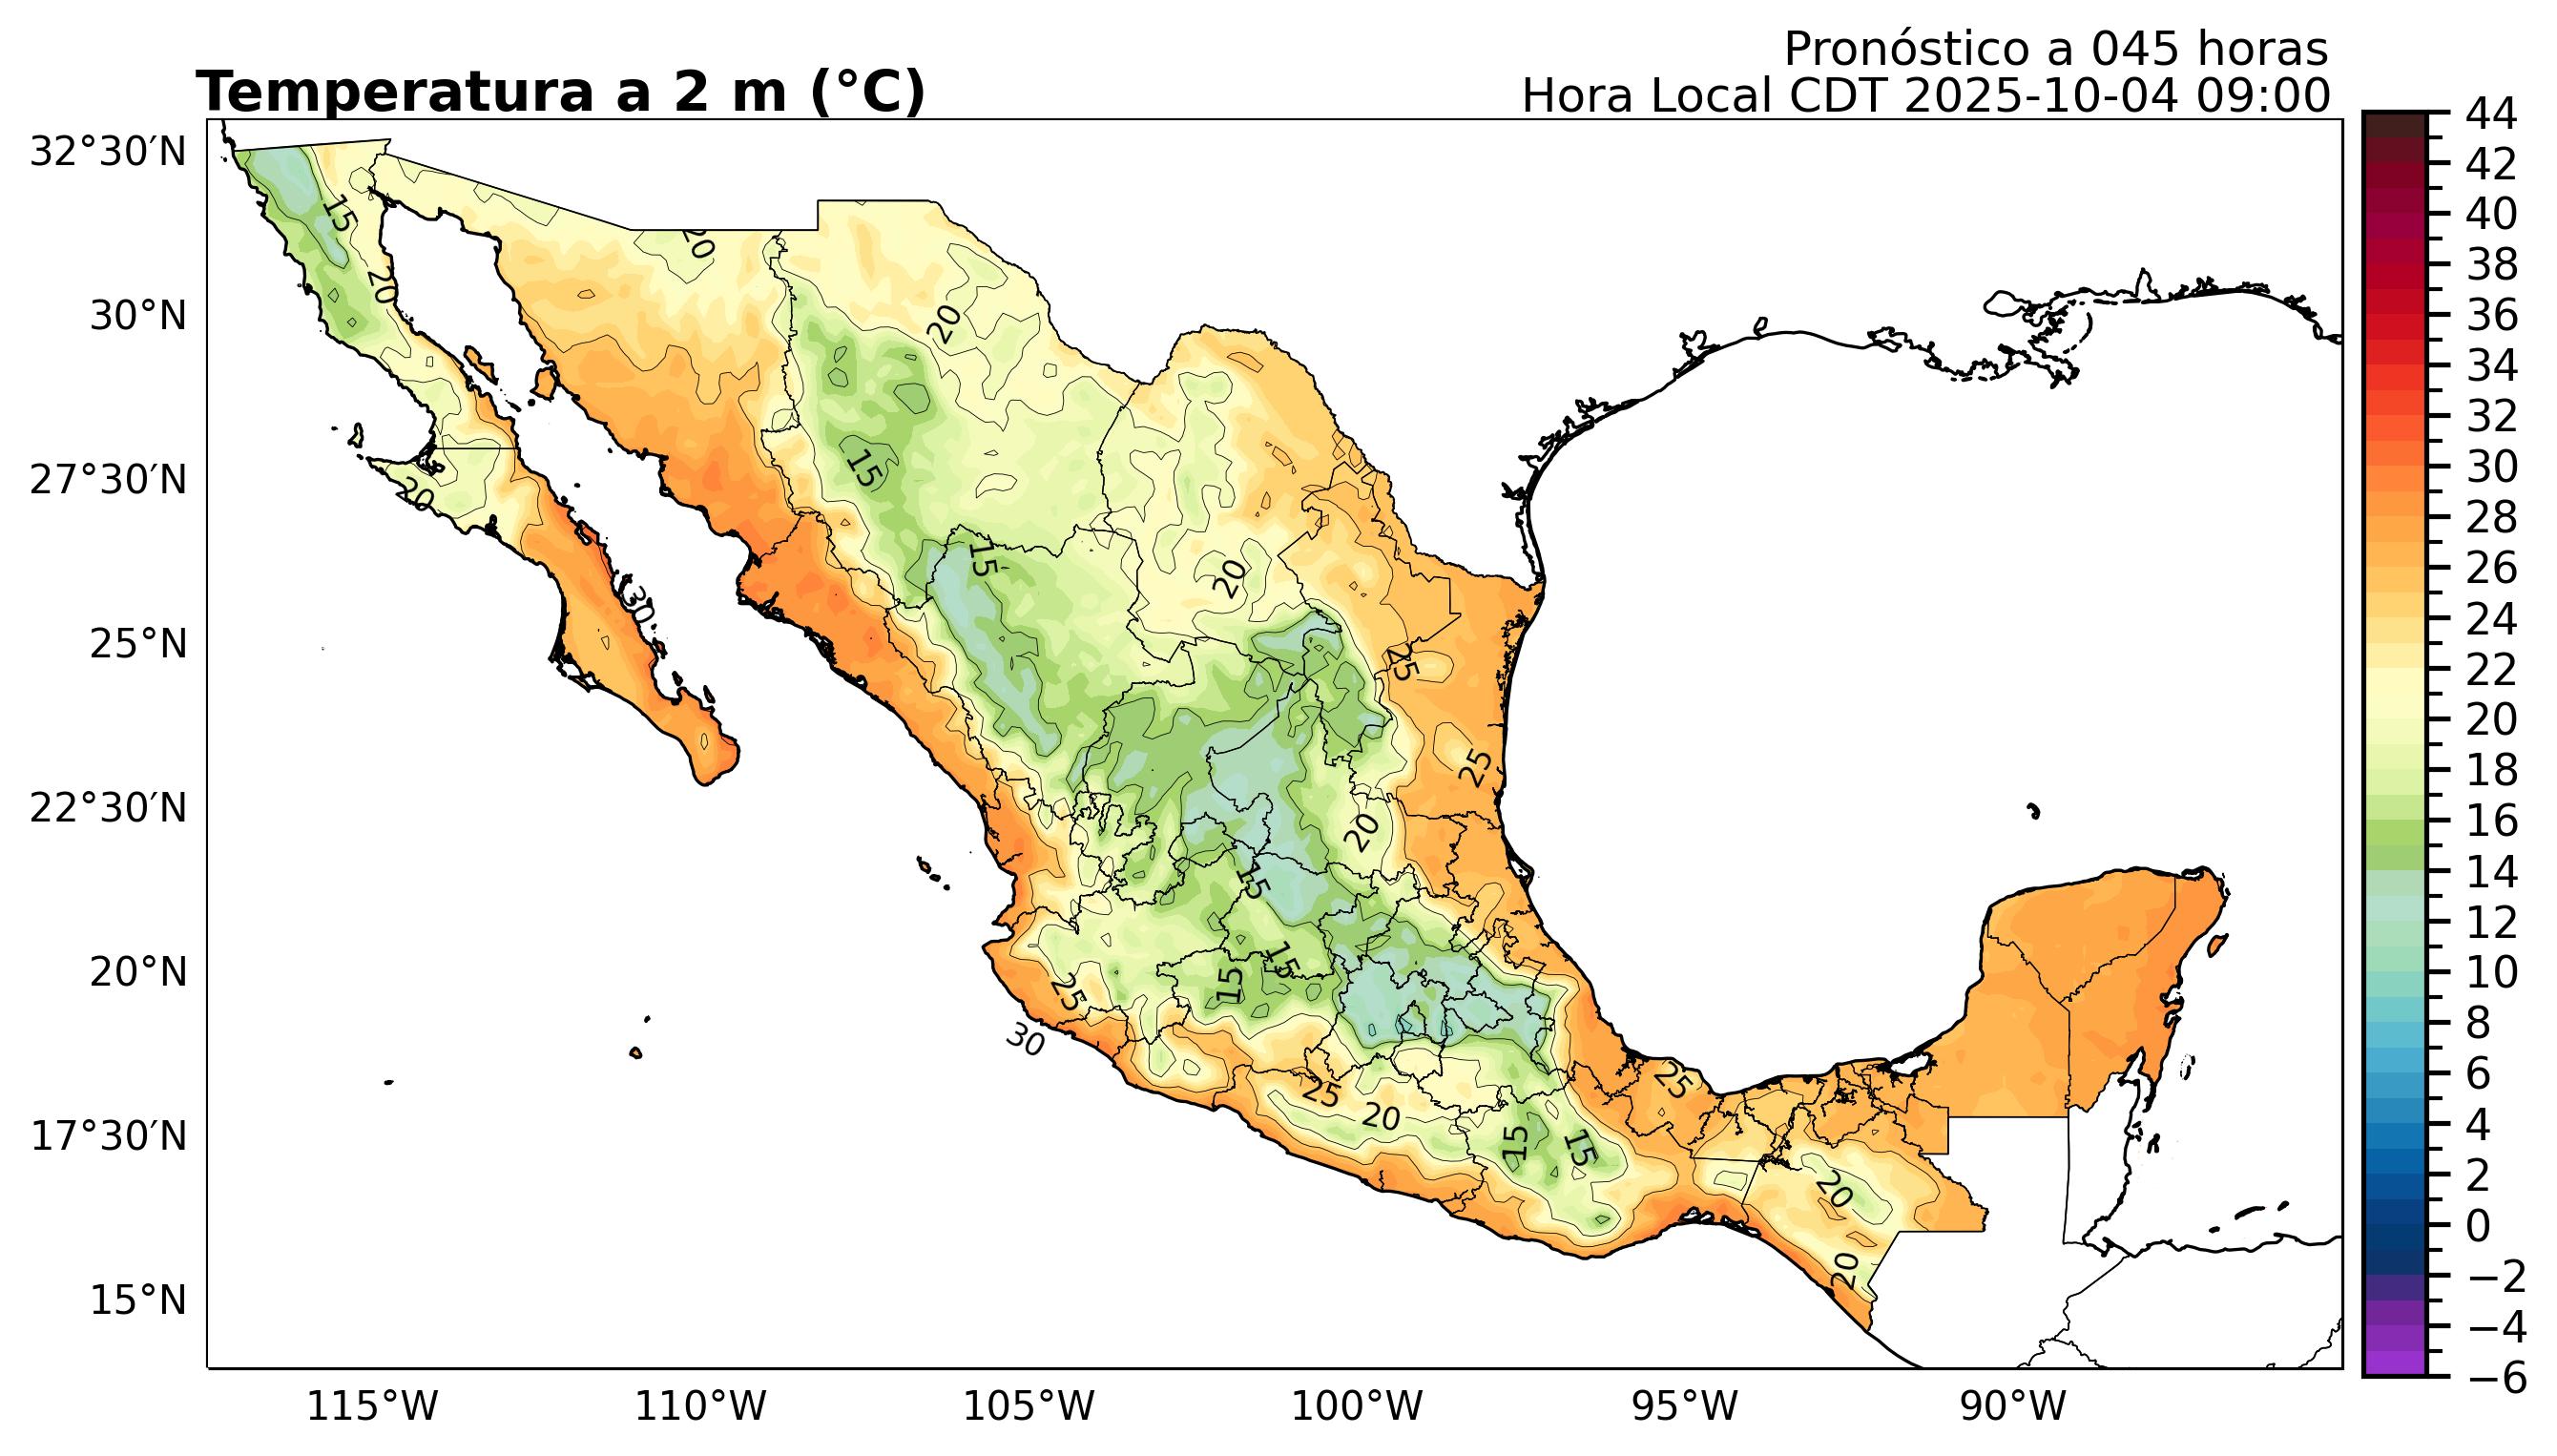 Pronóstico a 045 horas
Temperatura a 2 m (°C)
Hora Local CDT 2025-10-04 09:00
32°30′N
30°N
27°30′N
25°N
22°30′N
20°N
17°30′N
15°N
115°W
110°W
105°W
100°W
95°W
90°W
44
42
40
38
36
34
32
30
28
26
24
22
20
18
16
14
12
10
8
6
4
2
0
−2
−4
−6
15
20
20
20
15
20
15
30
20
25
25
20
15
15
15
25
30
25
20
25
15
15
20
20